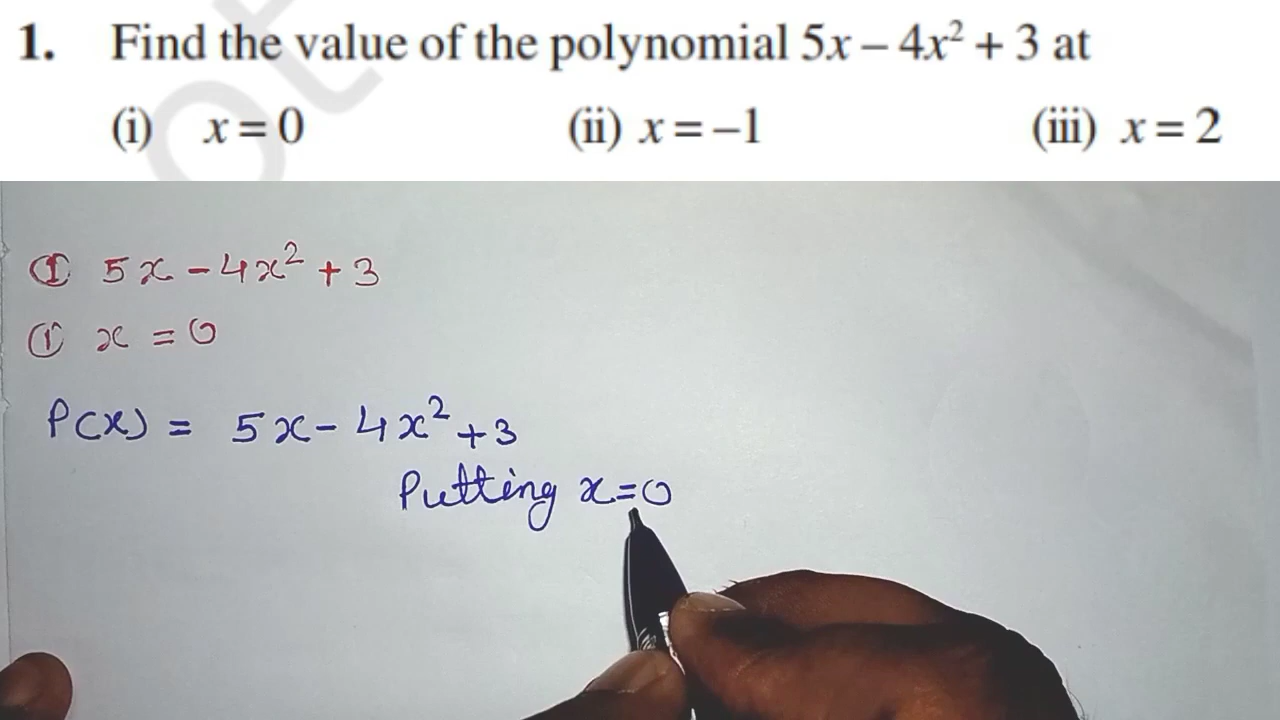 1. Find the value of the polynomial 5x – 4x² + 3 at
(i) x = 0 (ii) x = –1 (iii) x = 2
① 5x - 4x² + 3
① x = 0
P(x) = 5x - 4x² + 3
Putting x = 0